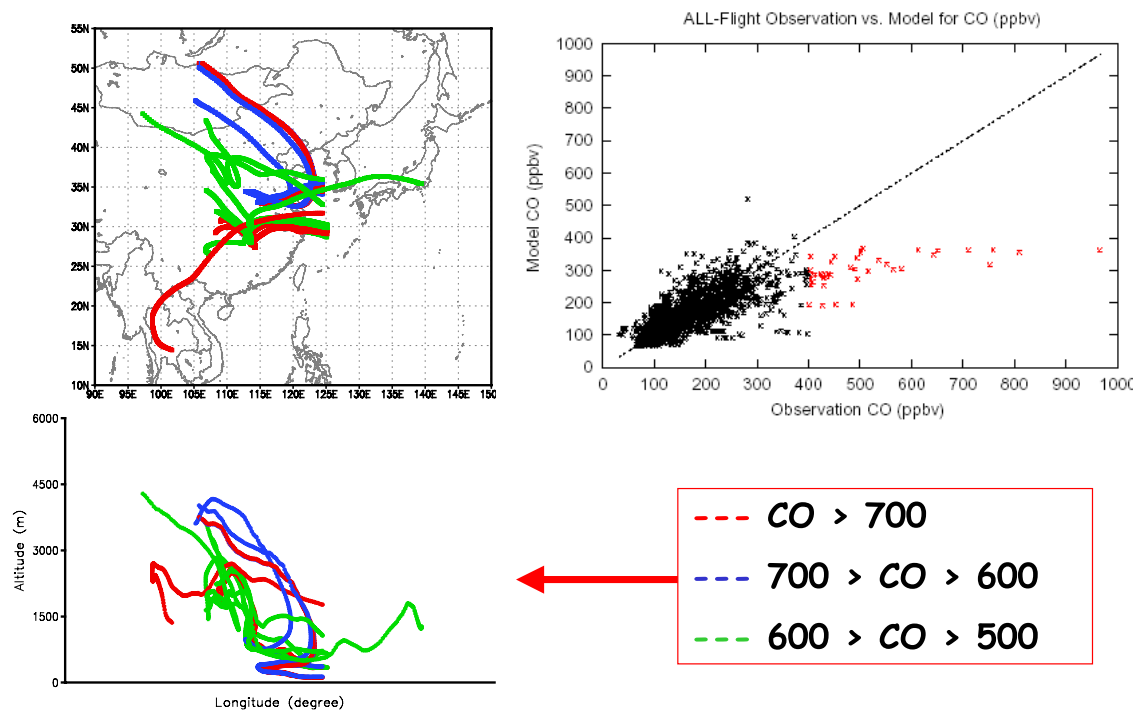 55N
50N
45N
40N
35N
30N
25N
20N
15N
10N
90E 95E 100E 105E 110E 115E 120E 125E 130E 135E 140E 145E 150
ALL-Flight Observation vs. Model for CO (ppbv)
Model CO (ppbv)
1000
900
800
700
600
500
400
300
200
100
0
0 100 200 300 400 500 600 700 800 900 1000
Observation CO (ppbv)
Altitude (m)
6000
4500
3000
1500
0
Longitude (degree)
CO > 700
700 > CO > 600
600 > CO > 500